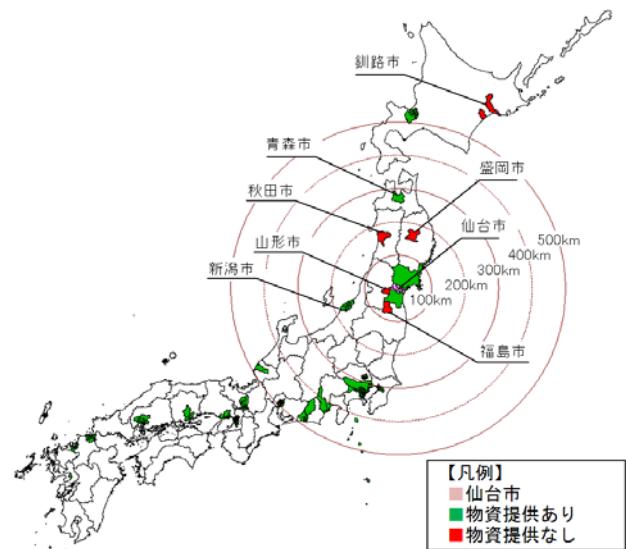 釧路市
青森市
盛岡市
秋田市
仙台市
山形市
新潟市
500km
400km
300km
200km
100km
福島市
【凡例】
仙台市
物資提供あり
物資提供なし